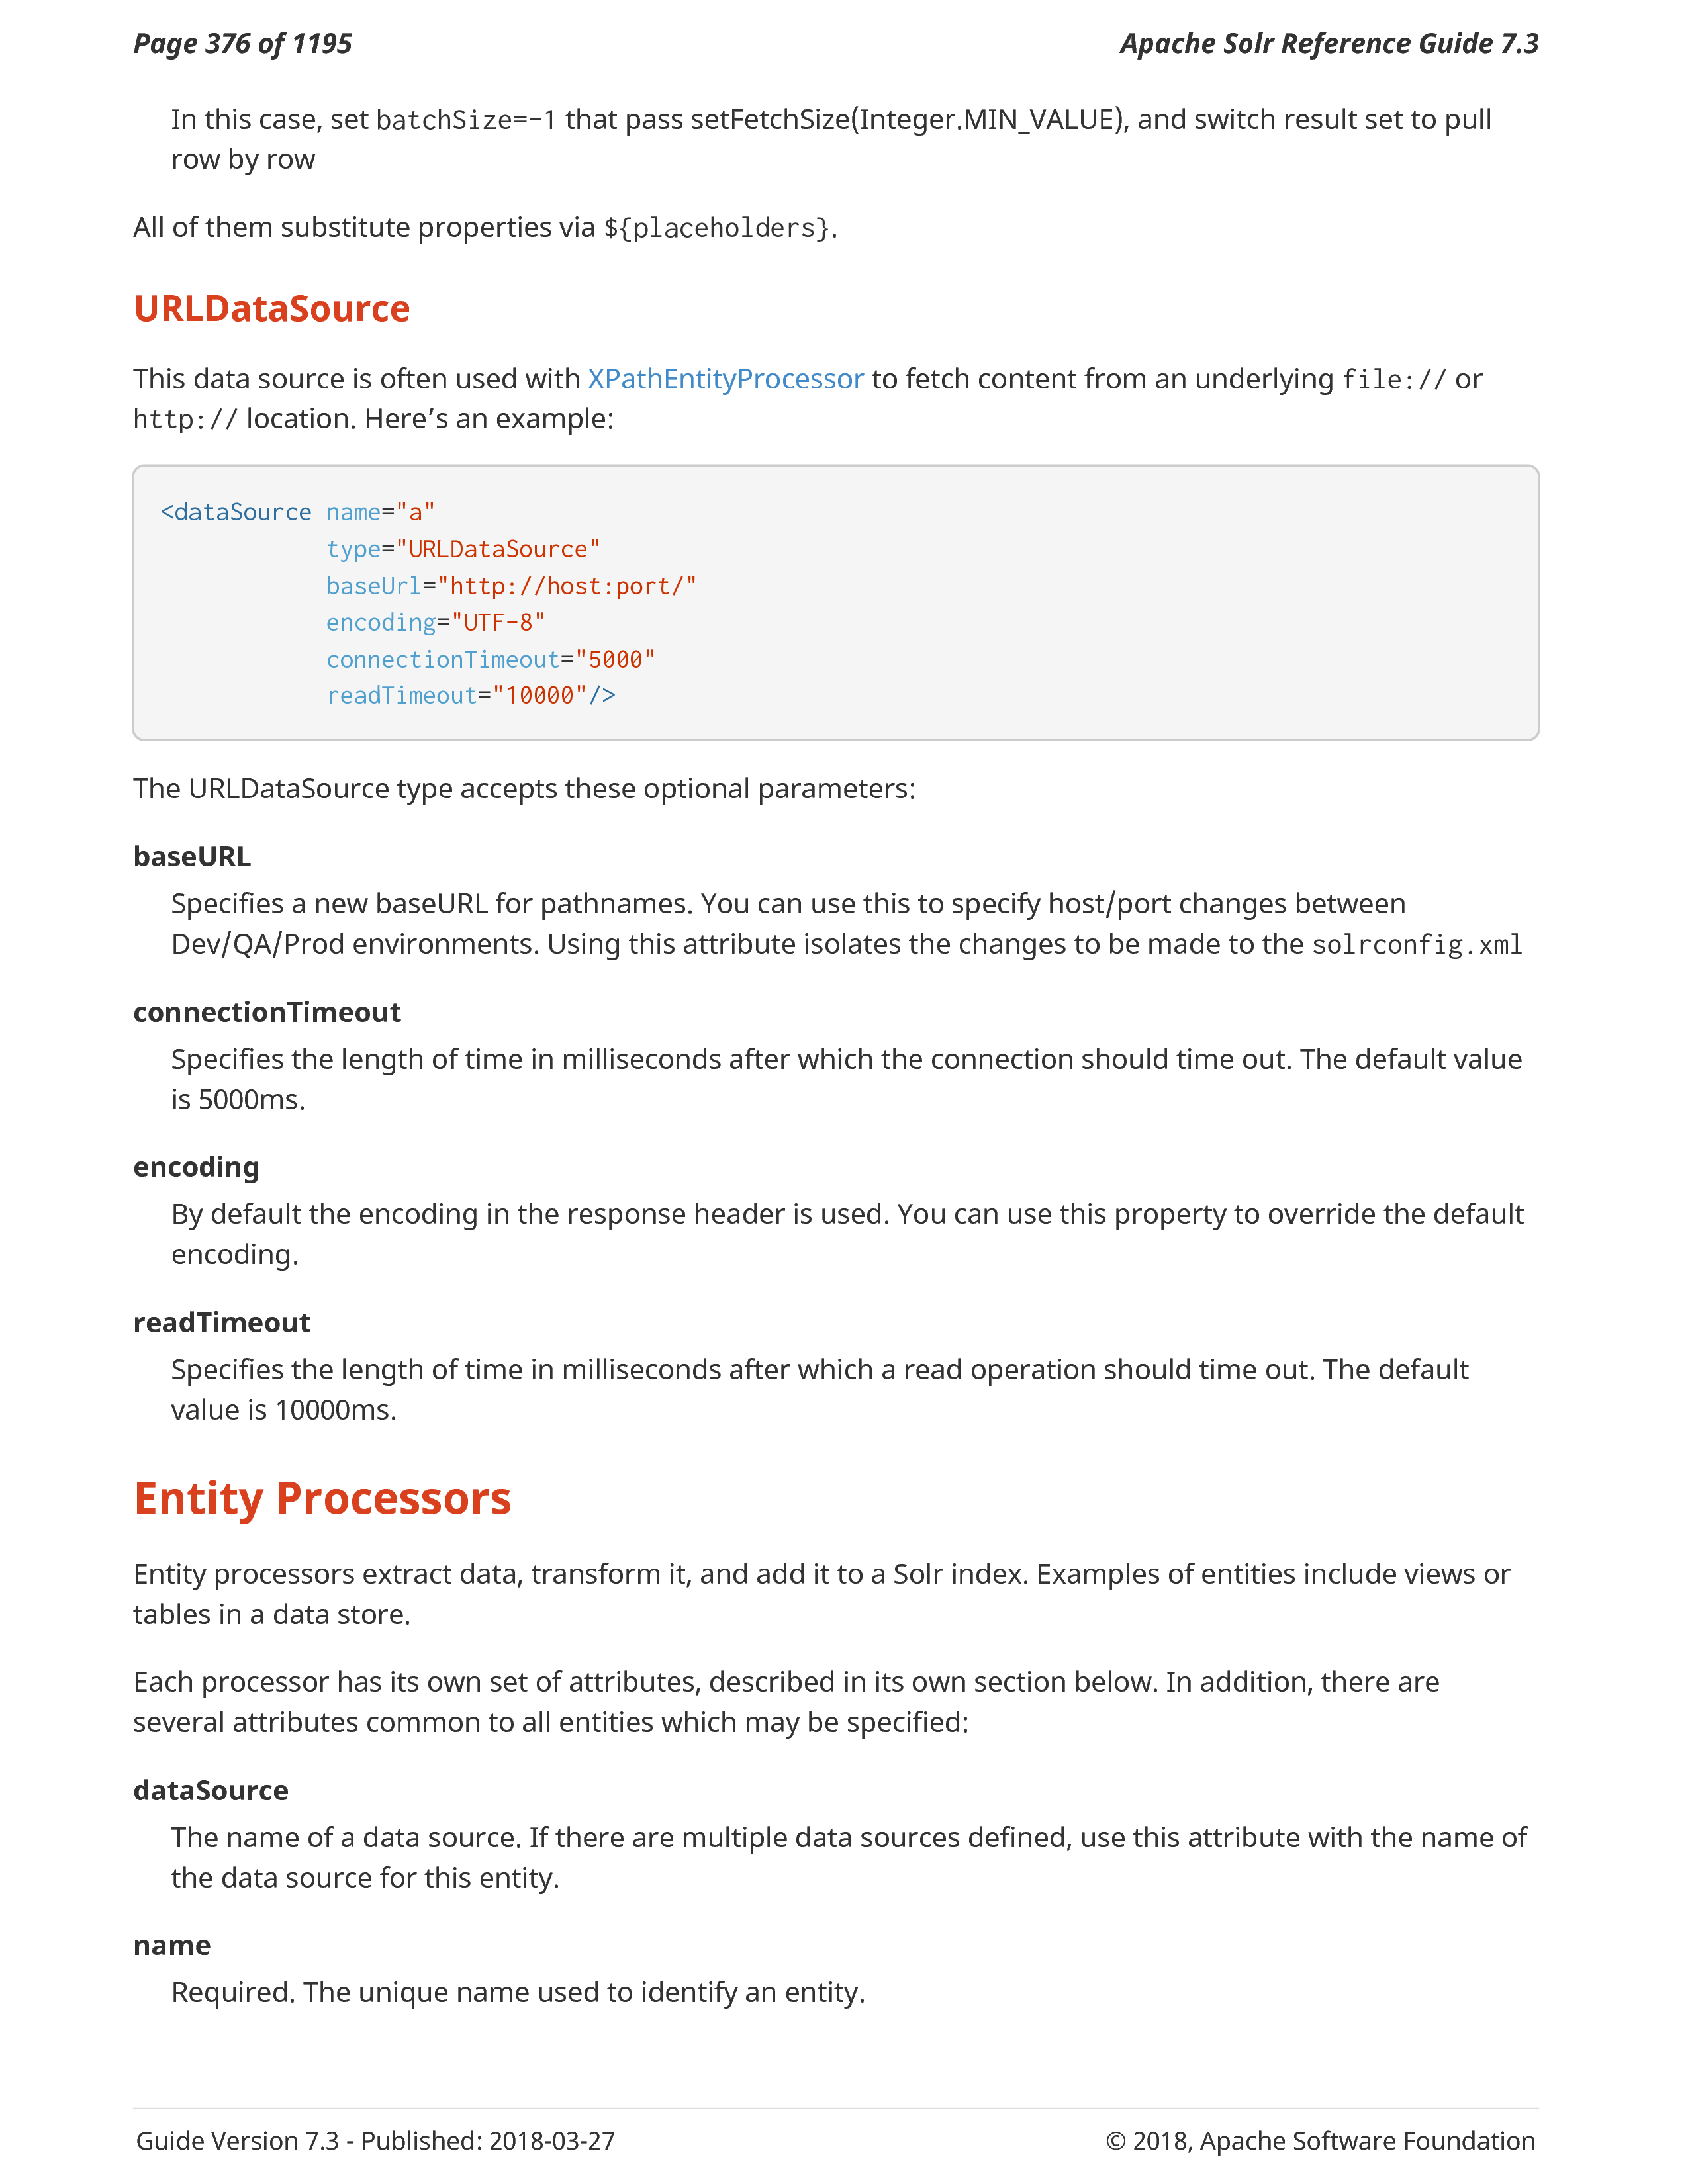 Page 376 of 1195
Apache Solr Reference Guide 7.3
In this case, set batchSize=-1 that pass setFetchSize(Integer.MIN_VALUE), and switch result set to pull
row by row
All of them substitute properties via ${placeholders}.
URLDataSource
This data source is often used with XPathEntityProcessor to fetch content from an underlying file:// or
http:// location. Here’s an example:
<dataSource name="a"
            type="URLDataSource"
            baseUrl="http://host:port/"
            encoding="UTF-8"
            connectionTimeout="5000"
            readTimeout="10000"/>
The URLDataSource type accepts these optional parameters:
baseURL
Specifies a new baseURL for pathnames. You can use this to specify host/port changes between
Dev/QA/Prod environments. Using this attribute isolates the changes to be made to the solrconfig.xml
connectionTimeout
Specifies the length of time in milliseconds after which the connection should time out. The default value
is 5000ms.
encoding
By default the encoding in the response header is used. You can use this property to override the default
encoding.
readTimeout
Specifies the length of time in milliseconds after which a read operation should time out. The default
value is 10000ms.
Entity Processors
Entity processors extract data, transform it, and add it to a Solr index. Examples of entities include views or
tables in a data store.
Each processor has its own set of attributes, described in its own section below. In addition, there are
several attributes common to all entities which may be specified:
dataSource
The name of a data source. If there are multiple data sources defined, use this attribute with the name of
the data source for this entity.
name
Required. The unique name used to identify an entity.
Guide Version 7.3 - Published: 2018-03-27
© 2018, Apache Software Foundation